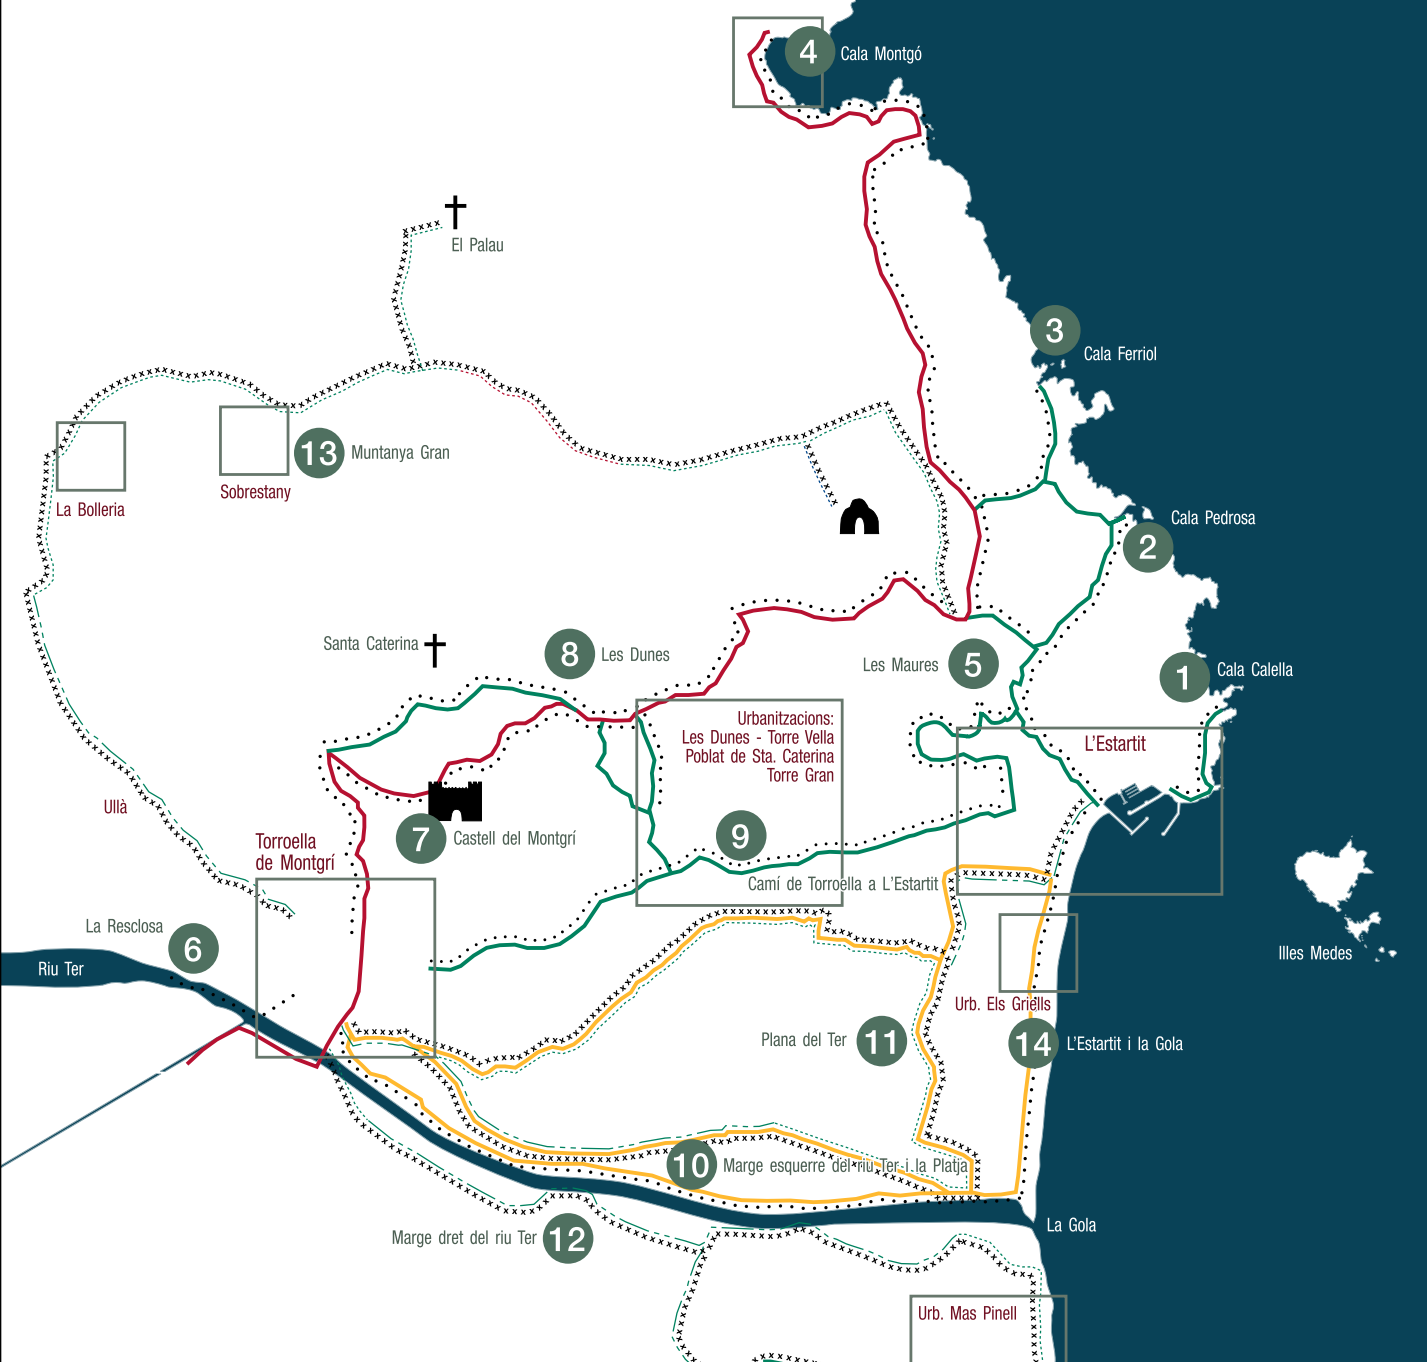 4
Cala Montgó
El Palau
3
Cala Ferriol
13
Muntanya Gran
Sobrestany
La Bolleria
Cala Pedrosa
2
Santa Caterina
8
Les Dunes
Les Maures
5
1
Cala Calella
Urbanitzacions:
Les Dunes - Torre Vella
Poblat de Sta. Caterina
Torre Gran
L'Estartit
Ullà
Torroella
de Montgrí
7
Castell del Montgrí
9
Camí de Torroella a L'Estartit
La Resclosa
6
Riu Ter
Illes Medes
Urb. Els Griells
Plana del Ter
11
14
L'Estartit i la Gola
10
Marge esquerre del riu Ter i la Platja
Marge dret del riu Ter
12
La Gola
Urb. Mas Pinell